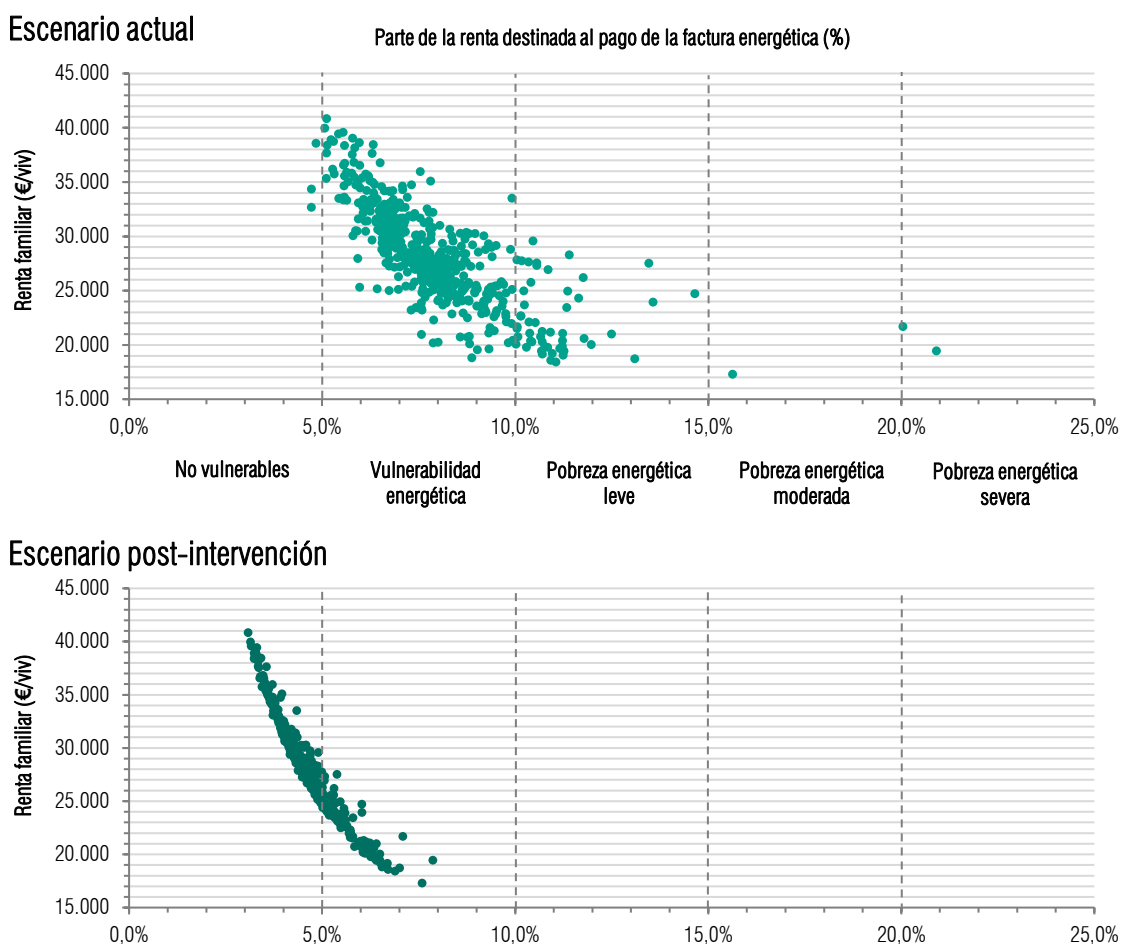 Escenario actual
Parte de la renta destinada al pago de la factura energética (%)
Renta familiar (€/viv)
45.000
40.000
35.000
30.000
25.000
20.000
15.000
0,0% 5,0% 10,0% 15,0% 20,0% 25,0%
No vulnerables Vulnerabilidad Pobreza energética Pobreza energética Pobreza energética
energética leve moderada severa
Escenario post-intervención
Renta familiar (€/viv)
45.000
40.000
35.000
30.000
25.000
20.000
15.000
0,0% 5,0% 10,0% 15,0% 20,0% 25,0%